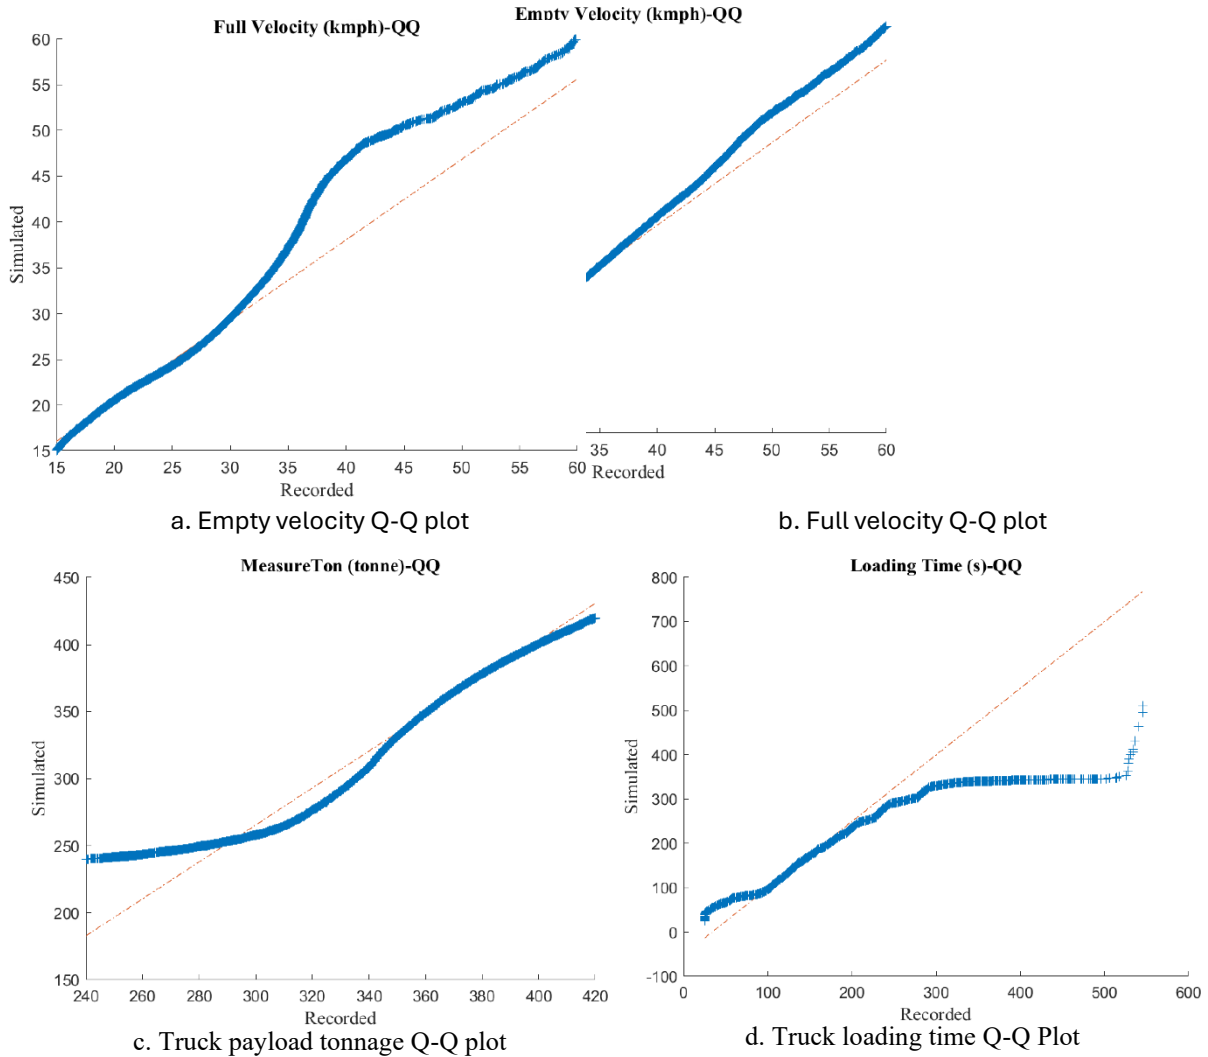 Full Velocity (kmph)-QQ
60
55
50
45
40
35
30
25
20
15
Simulated
15 20 25 30 35 40 45 50 55 60
Recorded
a. Empty velocity Q-Q plot
Empty Velocity (kmph)-QQ
35 40 45 50 55 60
Recorded
b. Full velocity Q-Q plot
MeasureTon (tonne)-QQ
450
400
350
300
250
200
150
Simulated
240 260 280 300 320 340 360 380 400 420
Recorded
c. Truck payload tonnage Q-Q plot
Loading Time (s)-QQ
800
700
600
500
400
300
200
100
0
-100
Simulated
0 100 200 300 400 500 600
Recorded
d. Truck loading time Q-Q Plot